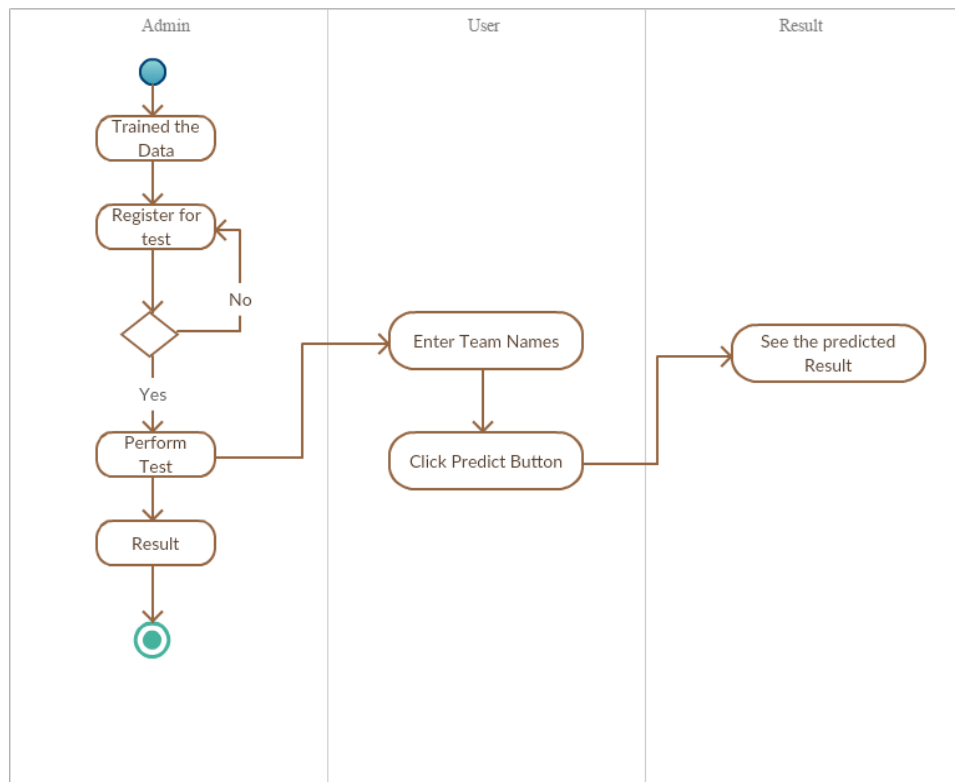 Admin
User
Result
Trained the
Data
Register for
test
No
Yes
Perform
Test
Result
Enter Team Names
Click Predict Button
See the predicted
Result